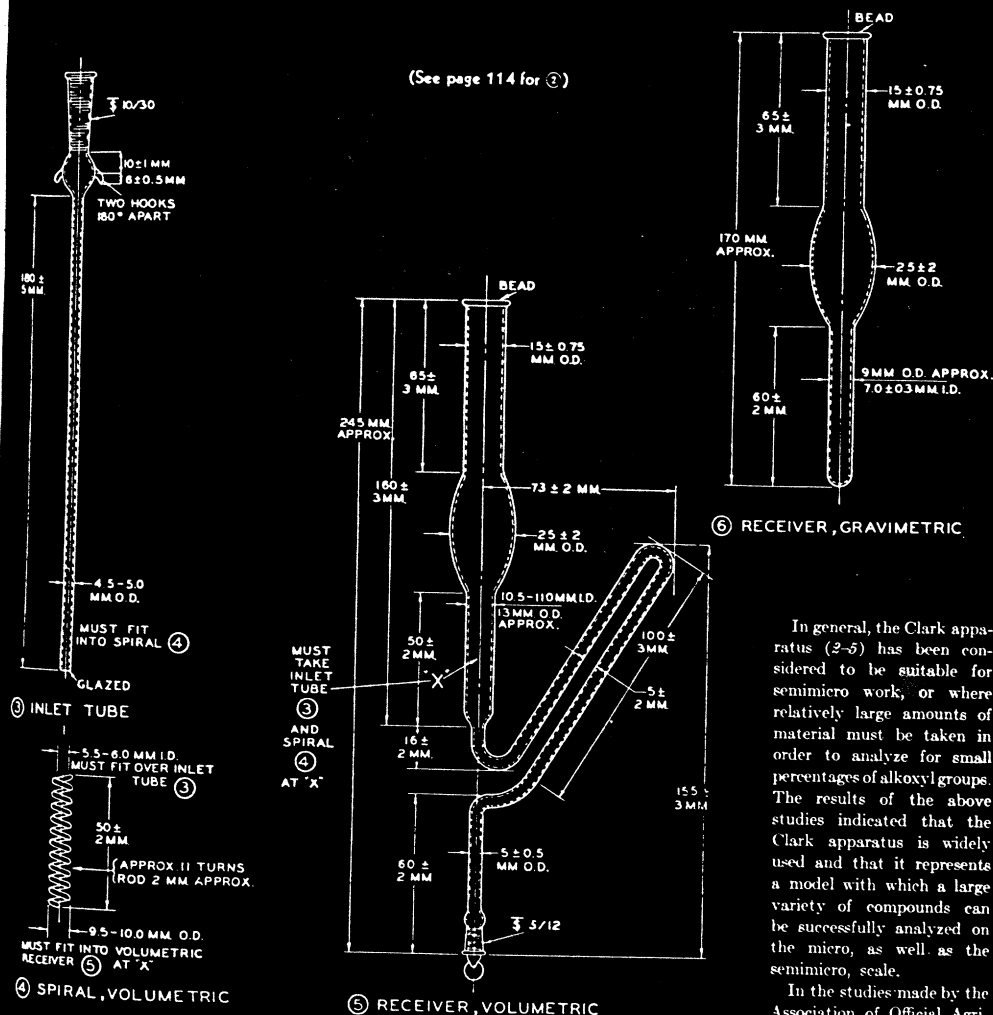 (See page 114 for ②)
⌶ 10/30
10±1 MM
6±0.5 MM
TWO HOOKS
180° APART
180±
5MM.
4.5-5.0
MM.O.D.
MUST FIT
INTO SPIRAL ④
GLAZED
③ INLET TUBE
5.5-6.0 MM I.D.
MUST FIT OVER INLET
TUBE ③
50±
2MM.
APPROX. 11 TURNS
ROD 2 MM APPROX.
9.5-10.0 MM. O.D.
MUST FIT INTO VOLUMETRIC
RECEIVER ⑤ AT "X"
④ SPIRAL, VOLUMETRIC
BEAD
15± 0.75
MM O.D.
65±
3 MM.
245 MM.
APPROX.
160±
3MM.
73 ± 2 MM.
25±2
MM. O.D.
10.5-11.0 MM.I.D.
13 MM. O.D.
APPROX.
50±
2MM.
MUST
TAKE
INLET
TUBE
③
AND
SPIRAL
④
AT "X"
"X"
100±
3MM.
5±
2 MM.
16±
2 MM.
155 ±
3 MM
60±
2 MM
5±0.5
MM O.D.
5/12
⑤ RECEIVER, VOLUMETRIC
BEAD
15±0.75
MM O.D.
65±
3 MM.
170 MM.
APPROX.
25±2
MM. O.D.
9MM O.D. APPROX.
7.0±0.3 MM. I.D.
60±
2 MM.
⑥ RECEIVER, GRAVIMETRIC
In general, the Clark appa-
ratus (2-5) has been con-
sidered to be suitable for
semimicro work, or where
relatively large amounts of
material must be taken in
order to analyze for small
percentages of alkoxyl groups.
The results of the above
studies indicated that the
Clark apparatus is widely
used and that it represents
a model with which a large
variety of compounds can
be successfully analyzed on
the micro, as well as the
semimicro, scale.
In the studies made by the
Association of Official Agri-